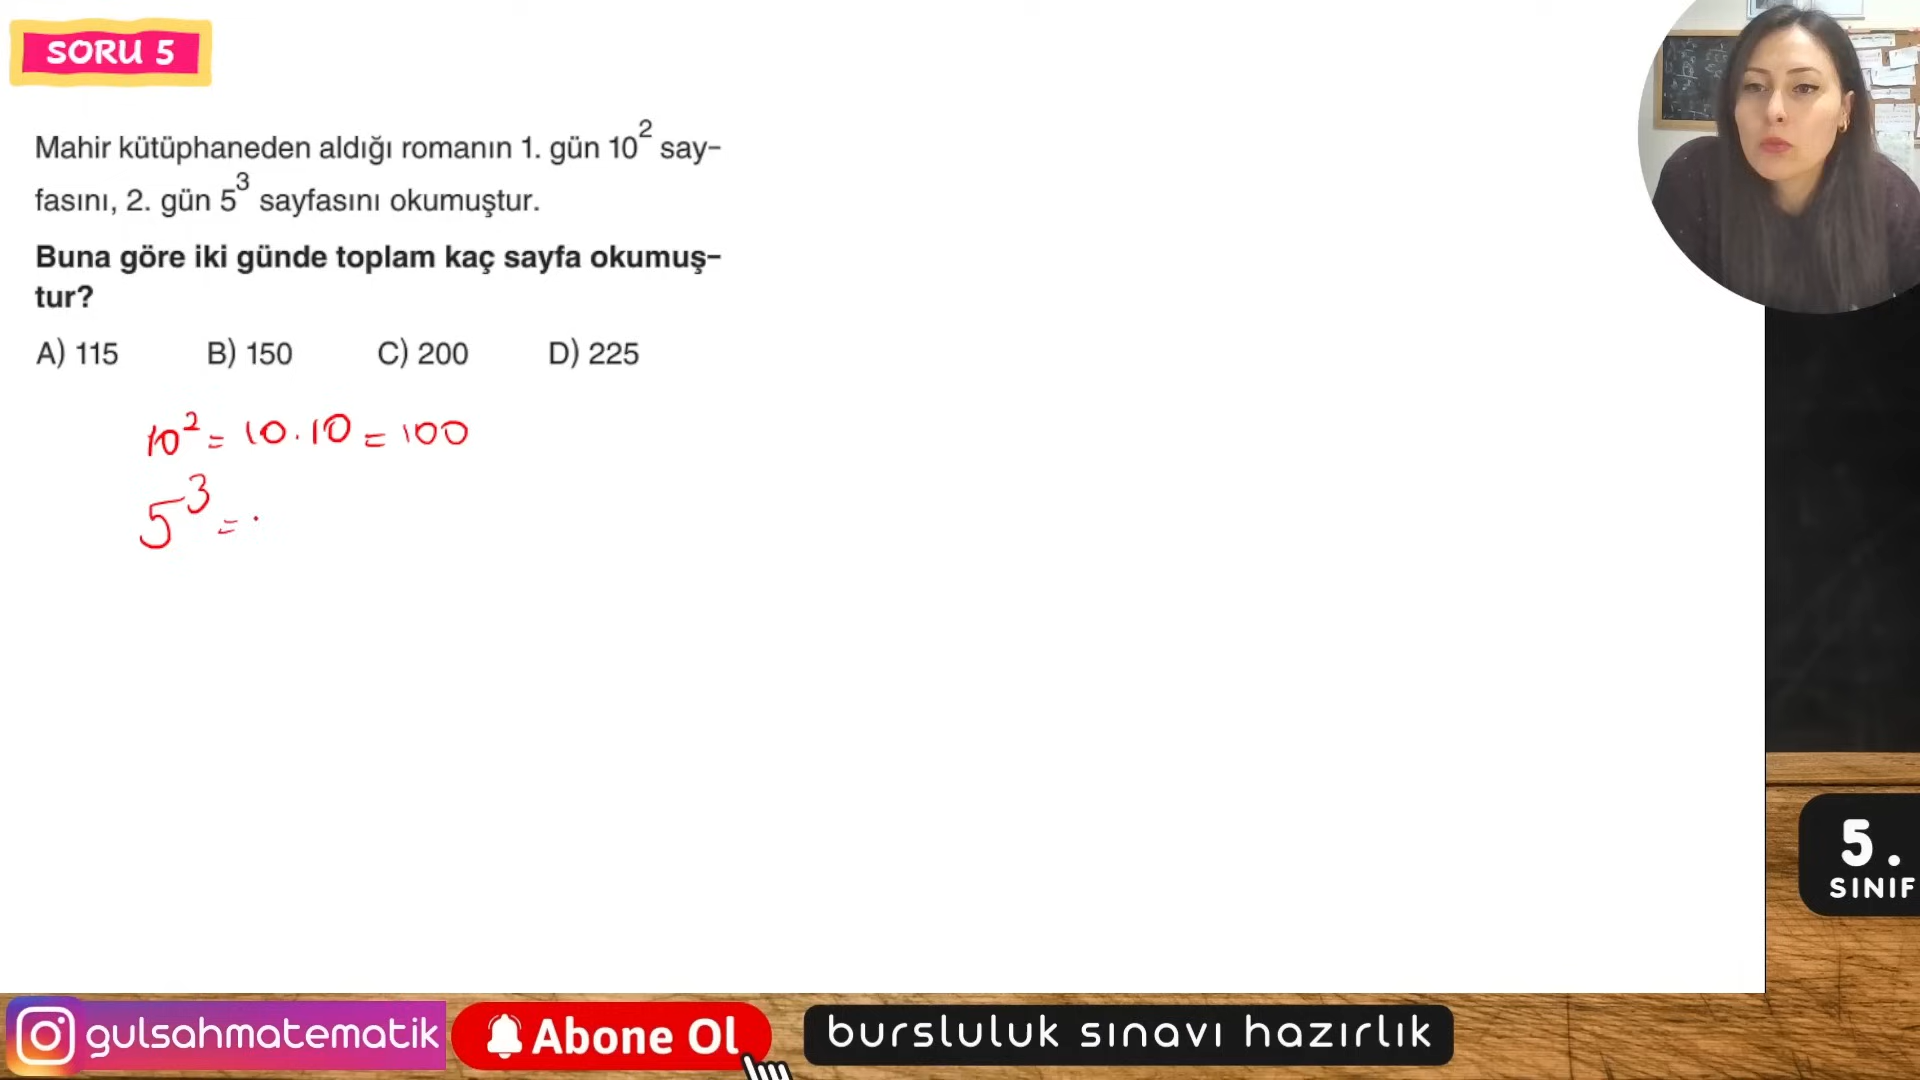 SORU 5
Mahir kütüphaneden aldığı romanın 1. gün 10² say-
fasını, 2. gün 5³ sayfasını okumuştur.
Buna göre iki günde toplam kaç sayfa okumuş-
tur?
A) 115 B) 150 C) 200 D) 225
10² = 10.10 = 100
5³ =
5.
SINIF
gulsahmatematik
Abone Ol
bursluluk sınavı hazırlık